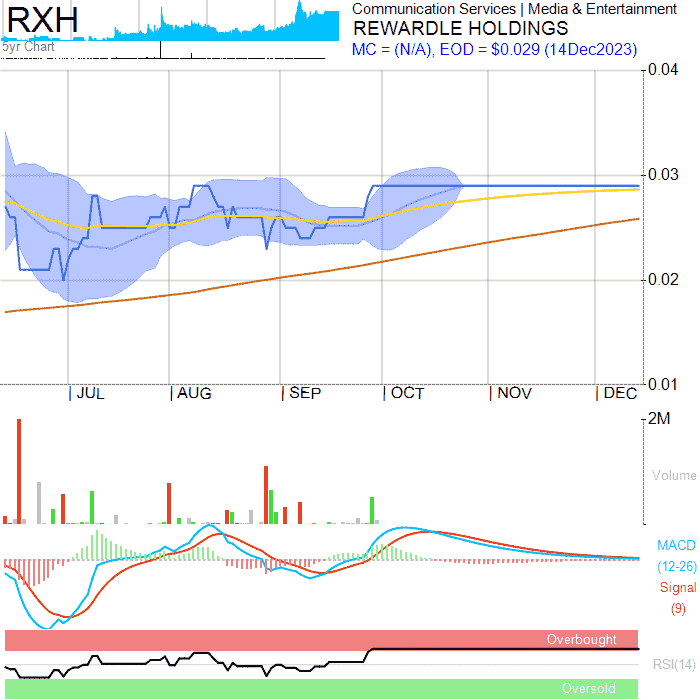 RXH
5yr Chart
Communication Services | Media & Entertainment
REWARDLE HOLDINGS
MC = (N/A), EOD = $0.029 (14Dec2023)
0.04
0.03
0.02
0.01
| JUL | AUG | SEP | OCT | NOV | DEC
2M
Volume
MACD
(12-26)
Signal
(9)
Overbought
RSI(14)
Oversold